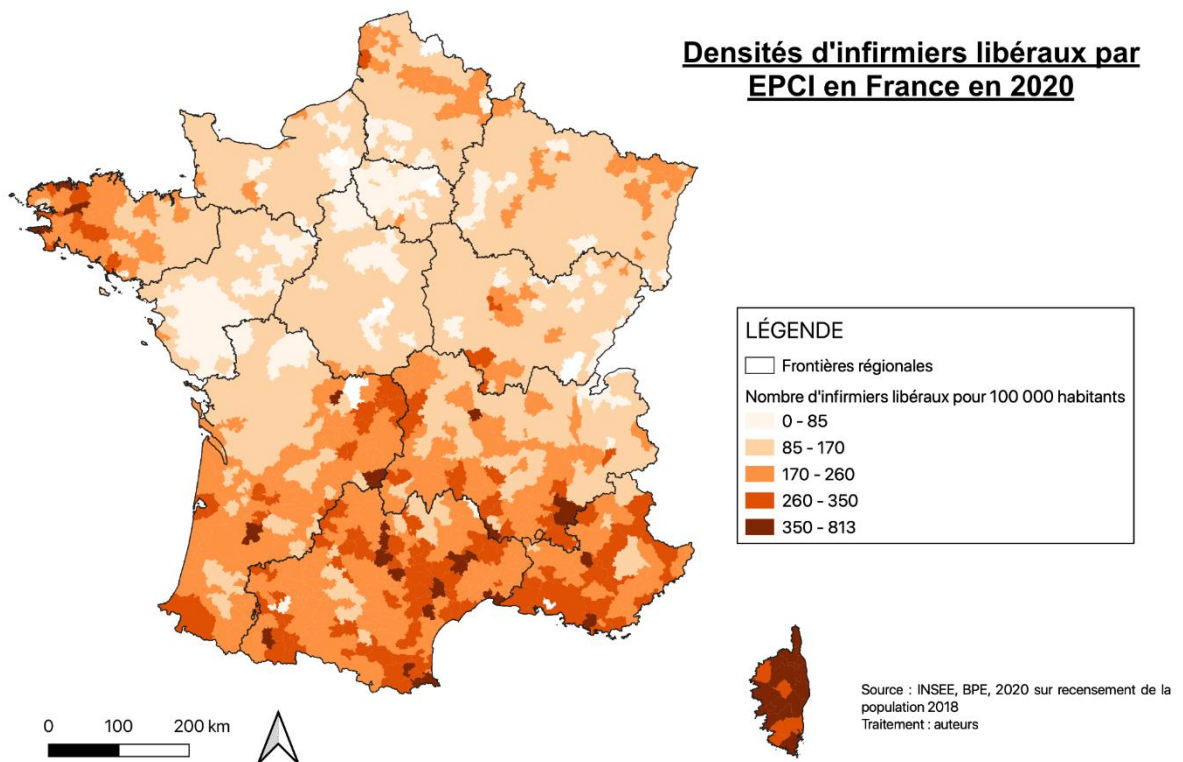 Densités d'infirmiers libéraux par
EPCI en France en 2020
LÉGENDE
Frontières régionales
Nombre d'infirmiers libéraux pour 100 000 habitants
0 - 85
85 - 170
170 - 260
260 - 350
350 - 813
Source : INSEE, BPE, 2020 sur recensement de la
population 2018
Traitement : auteurs
0 100 200 km